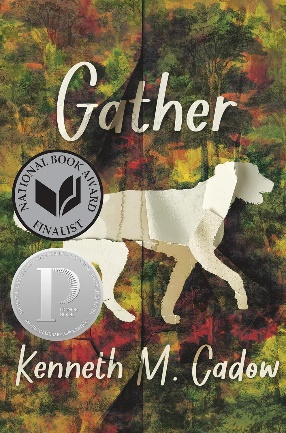 Gather
NATIONAL BOOK AWARD
FINALIST
P
Kenneth M. Cadow